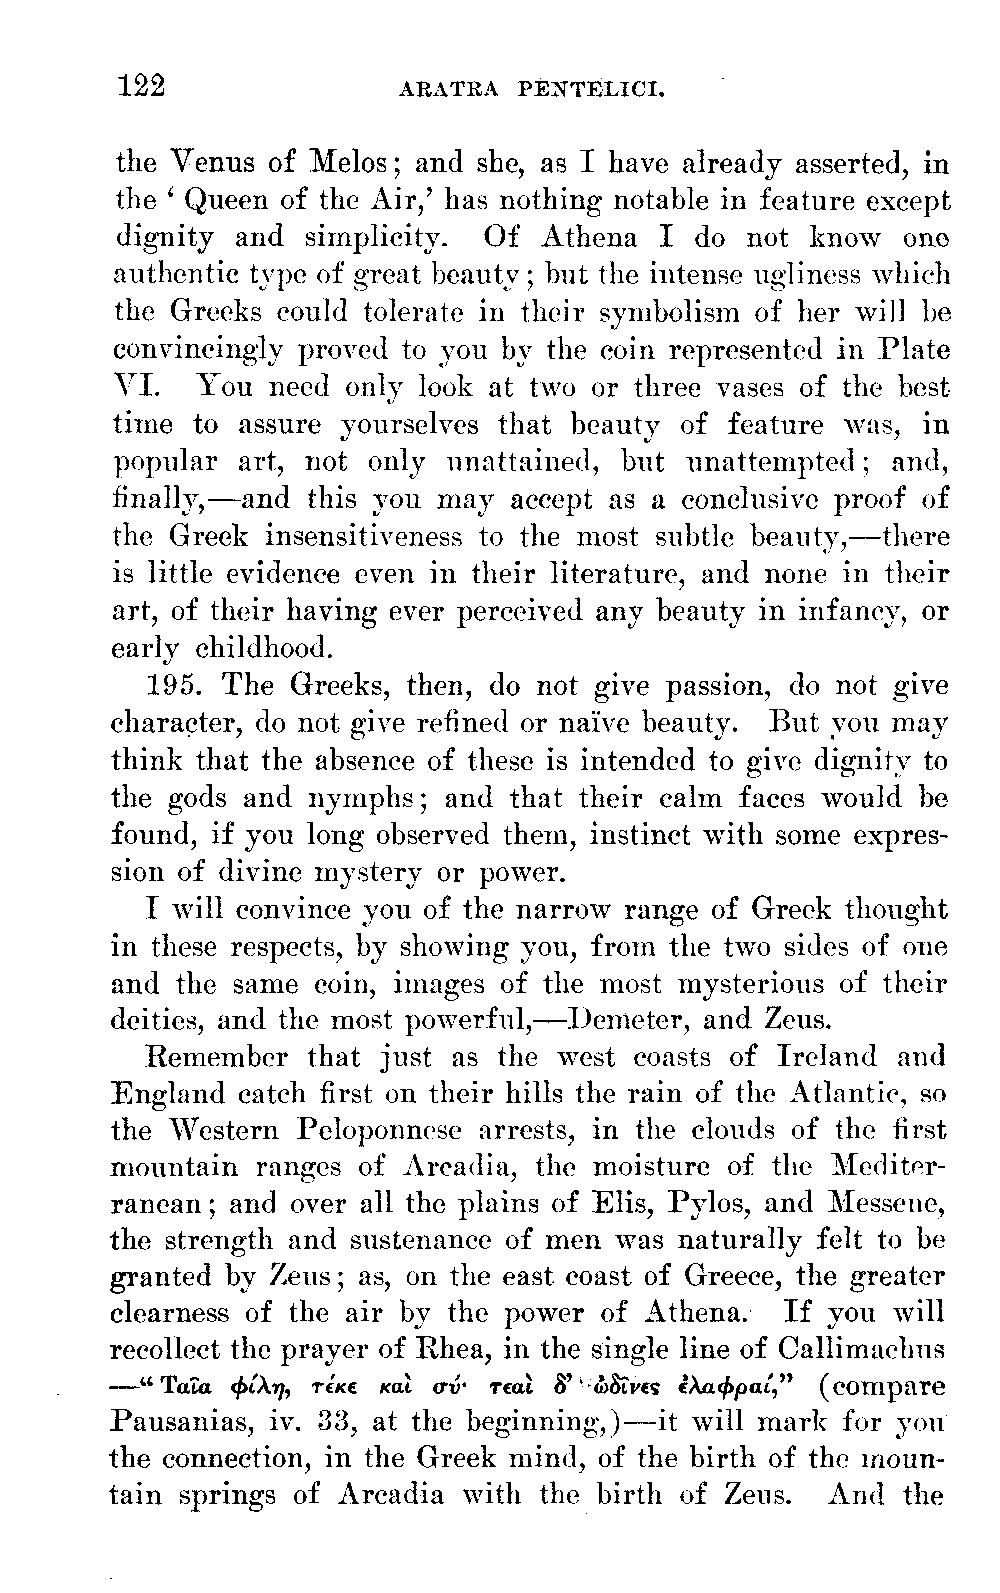 122 ARATRA PENTELICI.
the Venus of Melos; and she, as I have already asserted, in
the ‘ Queen of the Air,’ has nothing notable in feature except
dignity and simplicity. Of Athena I do not know one
authentic type of great beauty; but the intense ugliness which
the Greeks could tolerate in their symbolism of her will be
convincingly proved to you by the coin represented in Plate
VI. You need only look at two or three vases of the best
time to assure yourselves that beauty of feature was, in
popular art, not only unattained, but unattempted; and,
finally,—and this you may accept as a conclusive proof of
the Greek insensitiveness to the most subtle beauty,—there
is little evidence even in their literature, and none in their
art, of their having ever perceived any beauty in infancy, or
early childhood.
195. The Greeks, then, do not give passion, do not give
character, do not give refined or naïve beauty. But you may
think that the absence of these is intended to give dignity to
the gods and nymphs; and that their calm faces would be
found, if you long observed them, instinct with some expres-
sion of divine mystery or power.
I will convince you of the narrow range of Greek thought
in these respects, by showing you, from the two sides of one
and the same coin, images of the most mysterious of their
deities, and the most powerful,—Demeter, and Zeus.
Remember that just as the west coasts of Ireland and
England catch first on their hills the rain of the Atlantic, so
the Western Peloponnese arrests, in the clouds of the first
mountain ranges of Arcadia, the moisture of the Mediter-
ranean; and over all the plains of Elis, Pylos, and Messene,
the strength and sustenance of men was naturally felt to be
granted by Zeus; as, on the east coast of Greece, the greater
clearness of the air by the power of Athena. If you will
recollect the prayer of Rhea, in the single line of Callimachus
—“ Ταῖα φίλη, τέκε καὶ σύ· τεαὶ δ’ ὠδῖνες ἐλαφραί,” (compare
Pausanias, iv. 33, at the beginning,)—it will mark for you
the connection, in the Greek mind, of the birth of the moun-
tain springs of Arcadia with the birth of Zeus. And the